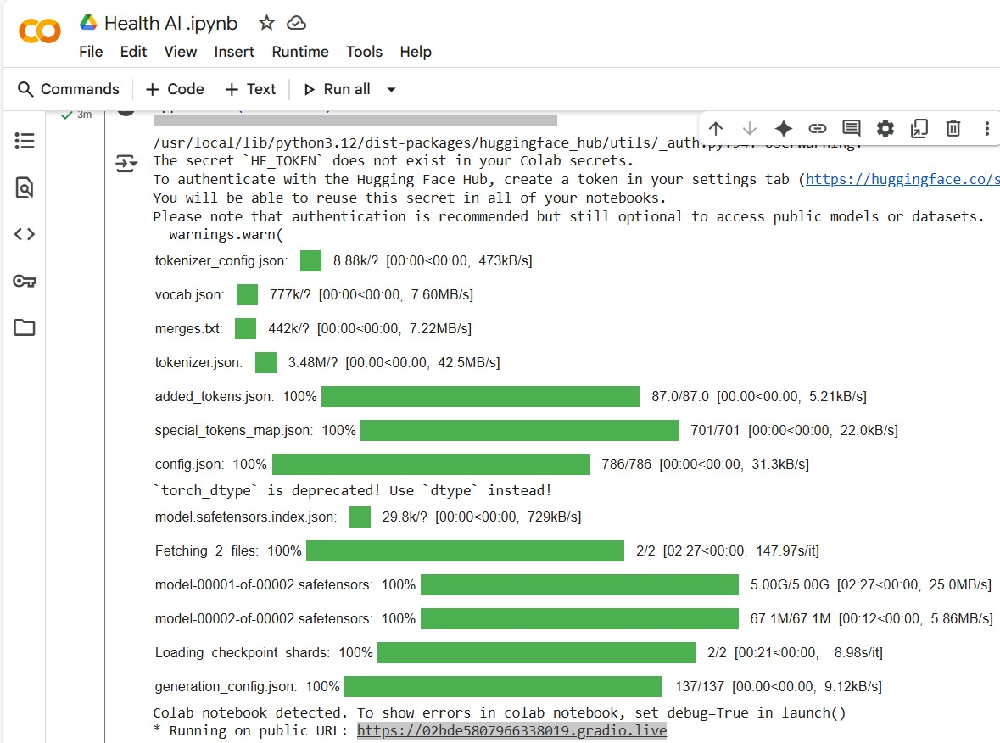 Health AI .ipynb
File Edit View Insert Runtime Tools Help
Commands + Code + Text Run all
3m
/usr/local/lib/python3.12/dist-packages/huggingface_hub/utils/_auth.py:94: UserWarning:
The secret `HF_TOKEN` does not exist in your Colab secrets.
To authenticate with the Hugging Face Hub, create a token in your settings tab (https://huggingface.co/s
You will be able to reuse this secret in all of your notebooks.
Please note that authentication is recommended but still optional to access public models or datasets.
warnings.warn(
tokenizer_config.json: 8.88k/? [00:00<00:00, 473kB/s]
vocab.json: 777k/? [00:00<00:00, 7.60MB/s]
merges.txt: 442k/? [00:00<00:00, 7.22MB/s]
tokenizer.json: 3.48M/? [00:00<00:00, 42.5MB/s]
added_tokens.json: 100% 87.0/87.0 [00:00<00:00, 5.21kB/s]
special_tokens_map.json: 100% 701/701 [00:00<00:00, 22.0kB/s]
config.json: 100% 786/786 [00:00<00:00, 31.3kB/s]
`torch_dtype` is deprecated! Use `dtype` instead!
model.safetensors.index.json: 29.8k/? [00:00<00:00, 729kB/s]
Fetching 2 files: 100% 2/2 [02:27<00:00, 147.97s/it]
model-00001-of-00002.safetensors: 100% 5.00G/5.00G [02:27<00:00, 25.0MB/s]
model-00002-of-00002.safetensors: 100% 67.1M/67.1M [00:12<00:00, 5.86MB/s]
Loading checkpoint shards: 100% 2/2 [00:21<00:00, 8.98s/it]
generation_config.json: 100% 137/137 [00:00<00:00, 9.12kB/s]
Colab notebook detected. To show errors in colab notebook, set debug=True in launch()
* Running on public URL: https://02bde5807966338019.gradio.live